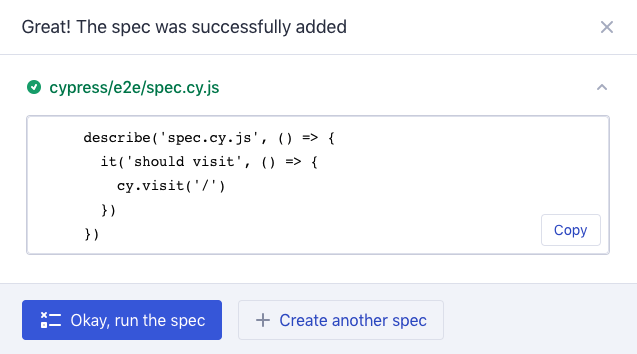 Great! The spec was successfully added
cypress/e2e/spec.cy.js
describe('spec.cy.js', () => {
  it('should visit', () => {
    cy.visit('/')
  })
})
Copy
Okay, run the spec
Create another spec